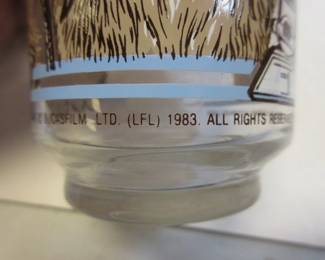 LTD. (LFL) 1983. ALL RIGHTS